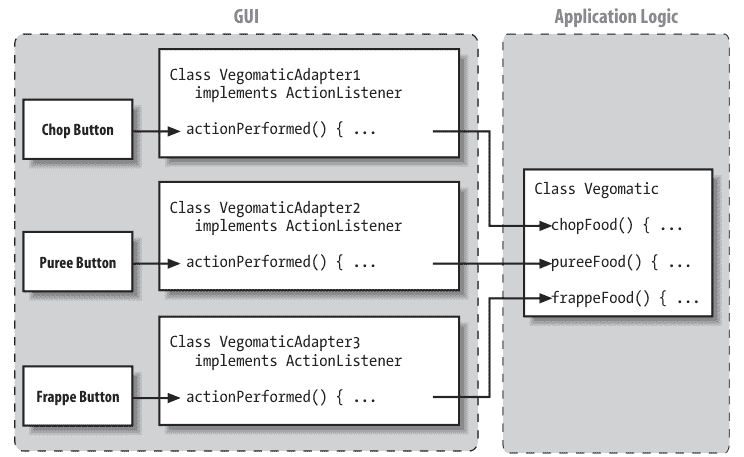 GUI
Application Logic
Class VegomaticAdapter1
implements ActionListener
Chop Button
actionPerformed() { ...
Class VegomaticAdapter2
implements ActionListener
Puree Button
actionPerformed() { ...
Class VegomaticAdapter3
implements ActionListener
Frappe Button
actionPerformed() { ...
Class Vegomatic
chopFood() { ...
pureeFood() { ...
frappeFood() { ...